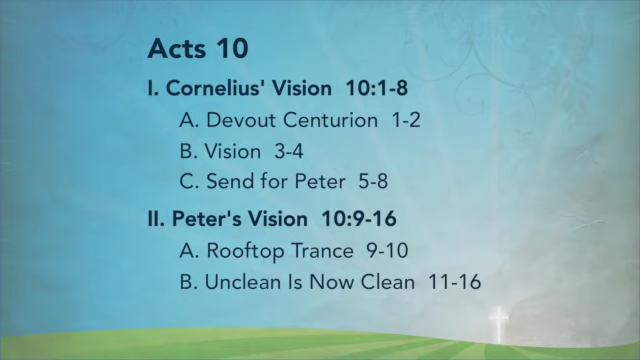 Acts 10
I. Cornelius' Vision 10:1-8
A. Devout Centurion 1-2
B. Vision 3-4
C. Send for Peter 5-8
II. Peter's Vision 10:9-16
A. Rooftop Trance 9-10
B. Unclean Is Now Clean 11-16